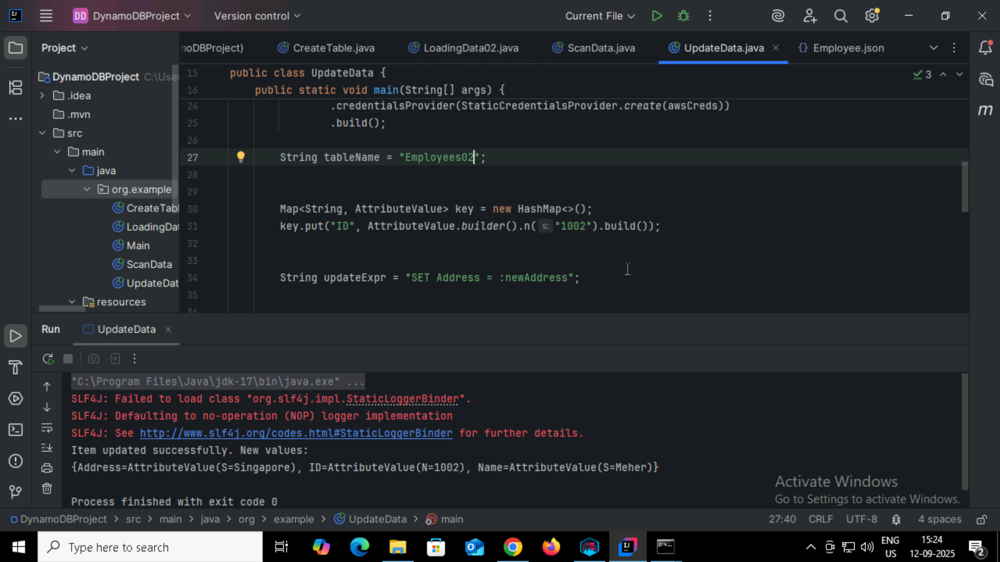 DD DynamoDBProject
Version control
Current File
Project
noDBProject)
CreateTable.java
LoadingData02.java
ScanData.java
UpdateData.java
Employee.json
DynamoDBProject C:\Use
.idea
.mvn
src
main
java
org.example
CreateTab
LoadingDat
Main
ScanData
UpdateDat
resources
3
15 public class UpdateData {
16 public static void main(String[] args) {
24 .credentialsProvider(StaticCredentialsProvider.create(awsCreds))
25 .build();
26
27 String tableName = "Employees02";
28
29
30 Map<String, AttributeValue> key = new HashMap<>();
31 key.put("ID", AttributeValue.builder().n( s: "1002").build());
32
33
34 String updateExpr = "SET Address = :newAddress";
35
36
m
Run
UpdateData
"C:\Program Files\Java\jdk-17\bin\java.exe" ...
SLF4J: Failed to load class "org.slf4j.impl.StaticLoggerBinder".
SLF4J: Defaulting to no-operation (NOP) logger implementation
SLF4J: See http://www.slf4j.org/codes.html#StaticLoggerBinder for further details.
Item updated successfully. New values:
{Address=AttributeValue(S=Singapore), ID=AttributeValue(N=1002), Name=AttributeValue(S=Meher)}
Process finished with exit code 0
Activate Windows
Go to Settings to activate Windows.
DynamoDBProject > src > main > java > org > example > UpdateData > main
27:40 CRLF UTF-8 4 spaces
Type here to search
ENG
US
15:24
12-09-2025
2